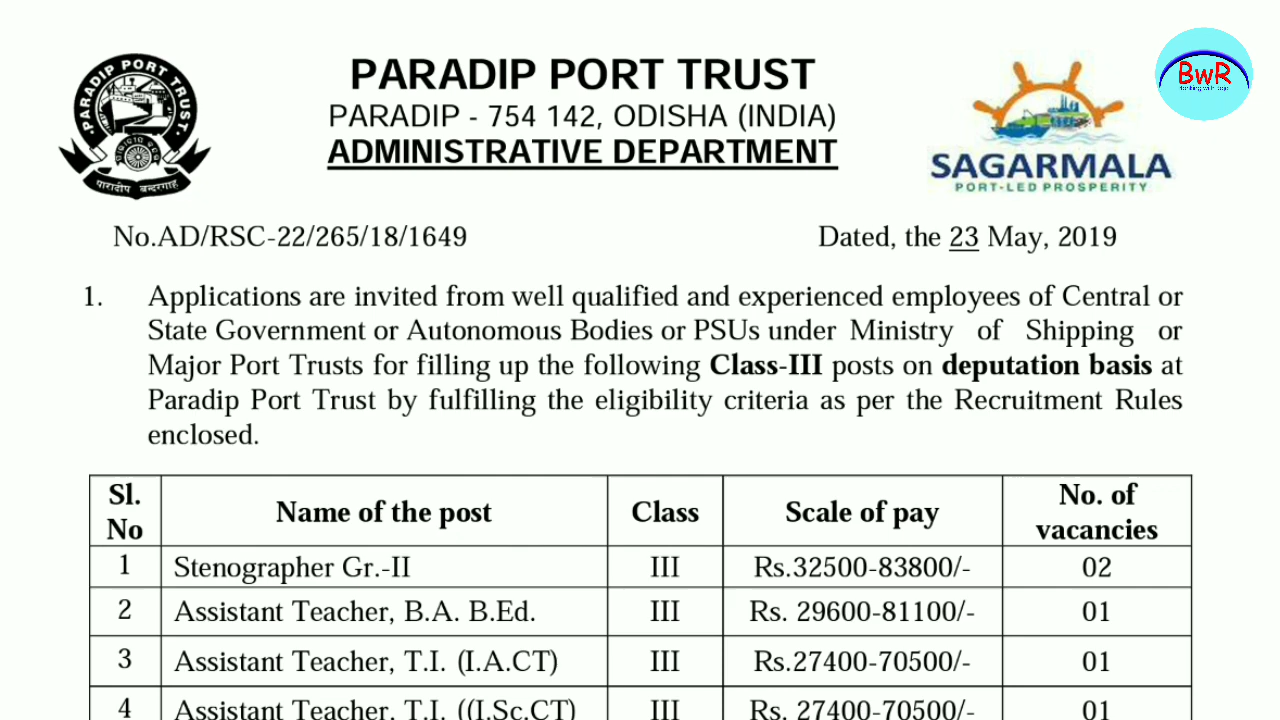 PARADIP PORT TRUST
PARADIP PORT TRUST
PARADIP - 754 142, ODISHA (INDIA)
ADMINISTRATIVE DEPARTMENT
पारादीप बन्दरगाह
SAGARMALA
PORT-LED PROSPERITY
BWR
No.AD/RSC-22/265/18/1649 Dated, the 23 May, 2019
1. Applications are invited from well qualified and experienced employees of Central or
State Government or Autonomous Bodies or PSUs under Ministry of Shipping or
Major Port Trusts for filling up the following Class-III posts on deputation basis at
Paradip Port Trust by fulfilling the eligibility criteria as per the Recruitment Rules
enclosed.
Sl. No Name of the post Class Scale of pay No. of vacancies
1 Stenographer Gr.-II III Rs.32500-83800/- 02
2 Assistant Teacher, B.A. B.Ed. III Rs. 29600-81100/- 01
3 Assistant Teacher, T.I. (I.A.CT) III Rs.27400-70500/- 01
4 Assistant Teacher, T.I. ((I.Sc.CT) III Rs. 27400-70500/- 01